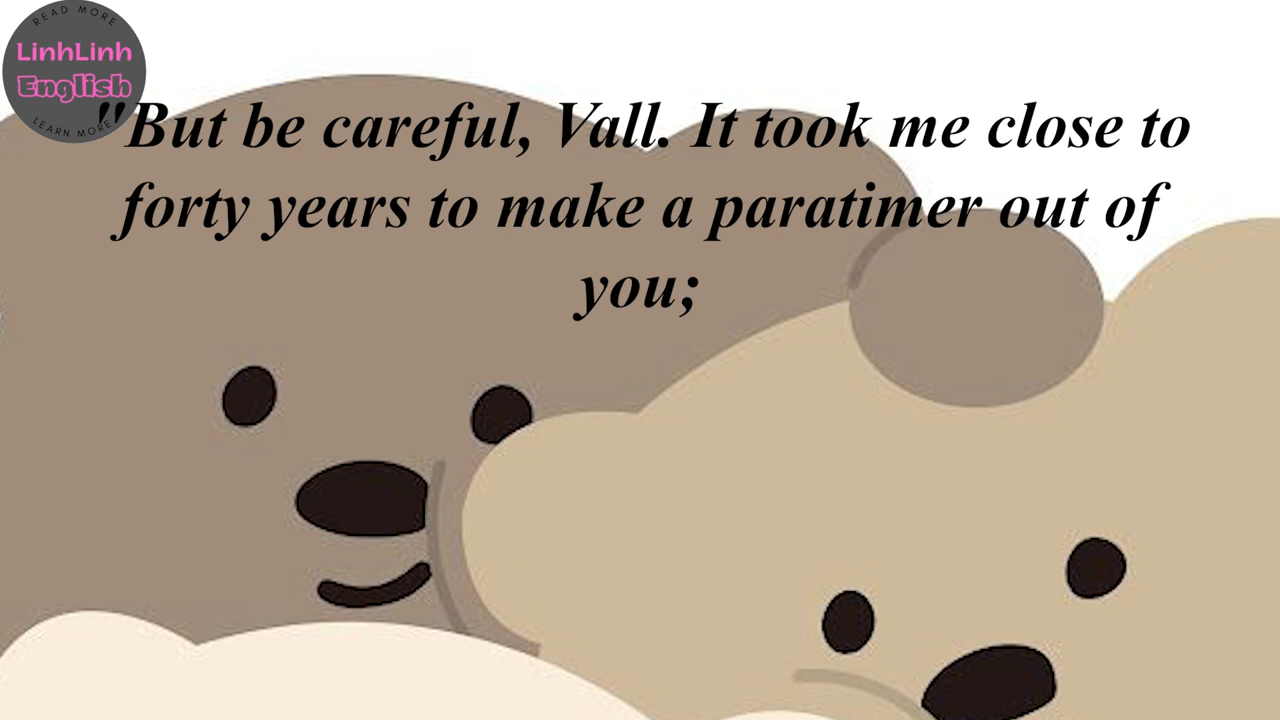 READ MORE
LinhLinh
English
LEARN MORE
"But be careful, Vall. It took me close to
forty years to make a paratimer out of
you;